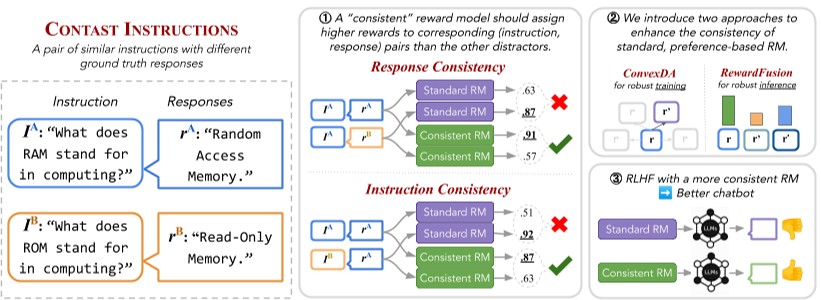 CONTAST INSTRUCTIONS
A pair of similar instructions with different
ground truth responses
Instruction
Responses
I^A: “What does
RAM stand for
in computing?”
r^A: “Random
Access
Memory.”
I^B: “What does
ROM stand for
in computing?”
r^B: “Read-Only
Memory.”
① A “consistent” reward model should assign
higher rewards to corresponding (instruction,
response) pairs than the other distractors.
Response Consistency
I^A r^A
I^A r^B
Standard RM .63
Standard RM .87
Consistent RM .91
Consistent RM .57
Instruction Consistency
I^A r^A
I^B r^A
Standard RM .51
Standard RM .92
Consistent RM .87
Consistent RM .63
② We introduce two approaches to
enhance the consistency of
standard, preference-based RM.
ConvexDA
for robust training
r'
r r r
RewardFusion
for robust inference
r r' r'
③ RLHF with a more consistent RM
➡ Better chatbot
Standard RM LLMs
Consistent RM LLMs